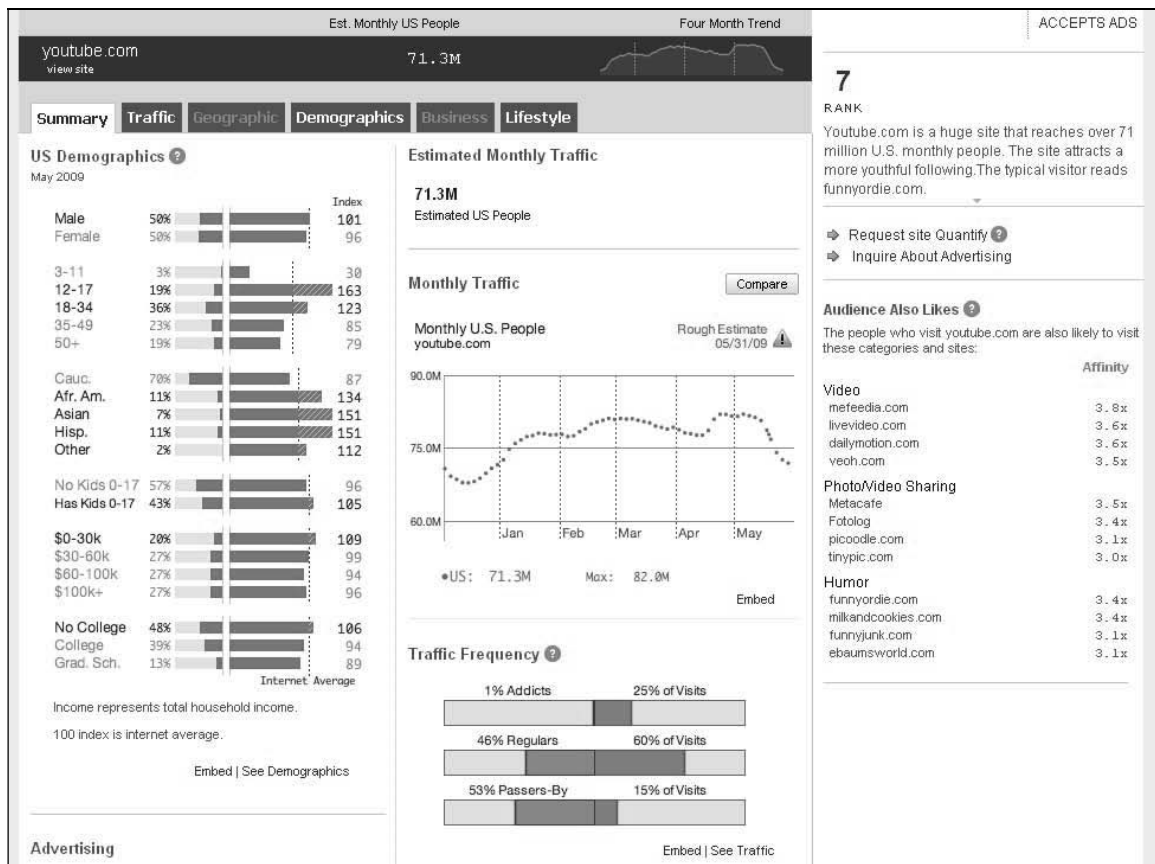 Est. Monthly US People Four Month Trend
youtube.com 71.3M
view site
Summary Traffic Geographic Demographics Business Lifestyle
US Demographics ?
May 2009
Index
Male 50% 101
Female 50% 96
3-11 3% 30
12-17 19% 163
18-34 36% 123
35-49 23% 85
50+ 19% 79
Cauc. 70% 87
Afr. Am. 11% 134
Asian 7% 151
Hisp. 11% 151
Other 2% 112
No Kids 0-17 57% 96
Has Kids 0-17 43% 105
$0-30k 20% 109
$30-60k 27% 99
$60-100k 27% 94
$100k+ 27% 96
No College 48% 106
College 39% 94
Grad. Sch. 13% 89
Internet Average
Income represents total household income.
100 index is internet average.
Embed | See Demographics
Advertising
Estimated Monthly Traffic
71.3M
Estimated US People
Monthly Traffic Compare
Monthly U.S. People Rough Estimate
youtube.com 05/31/09
90.0M
75.0M
60.0M
Jan Feb Mar Apr May
US: 71.3M Max: 82.0M
Embed
Traffic Frequency ?
1% Addicts 25% of Visits
46% Regulars 60% of Visits
53% Passers-By 15% of Visits
Embed | See Traffic
ACCEPTS ADS
7
RANK
Youtube.com is a huge site that reaches over 71
million U.S. monthly people. The site attracts a
more youthful following.The typical visitor reads
funnyordie.com.
Request site Quantify ?
Inquire About Advertising
Audience Also Likes ?
The people who visit youtube.com are also likely to visit
these categories and sites:
Affinity
Video
mefeedia.com 3.8x
livevideo.com 3.6x
dailymotion.com 3.6x
veoh.com 3.5x
Photo/Video Sharing
Metacafe 3.5x
Fotolog 3.4x
picoodle.com 3.1x
tinypic.com 3.0x
Humor
funnyordie.com 3.4x
milkandcookies.com 3.4x
funnyjunk.com 3.1x
ebaumsworld.com 3.1x